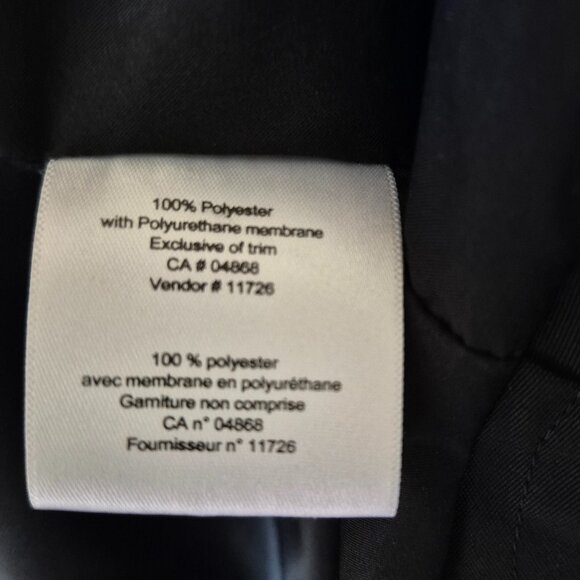 100% Polyester
with Polyurethane membrane
Exclusive of trim
CA # 04868
Vendor # 11726
100 % polyester
avec membrane en polyuréthane
Garniture non comprise
CA n° 04868
Fournisseur n° 11726